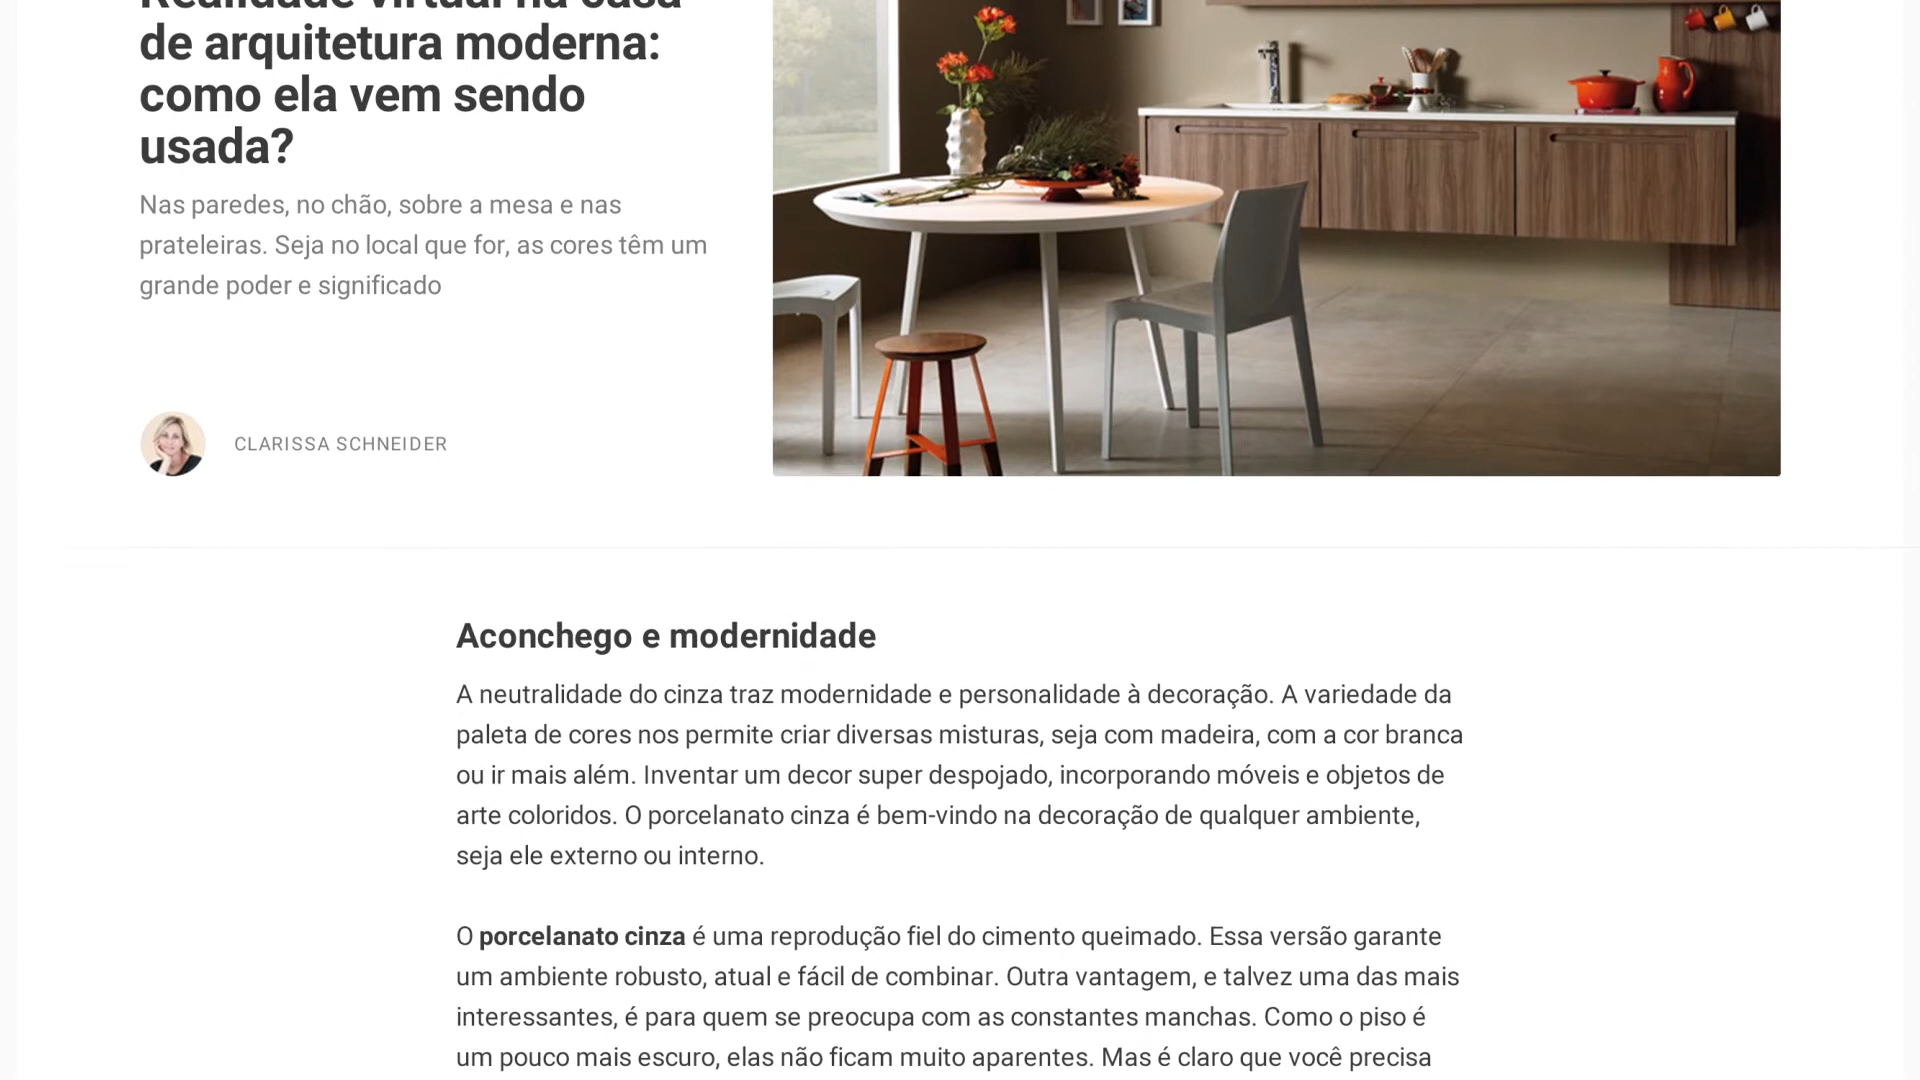 Realidade virtual na casa
de arquitetura moderna:
como ela vem sendo
usada?
Nas paredes, no chão, sobre a mesa e nas
prateleiras. Seja no local que for, as cores têm um
grande poder e significado
CLARISSA SCHNEIDER
Aconchego e modernidade
A neutralidade do cinza traz modernidade e personalidade à decoração. A variedade da
paleta de cores nos permite criar diversas misturas, seja com madeira, com a cor branca
ou ir mais além. Inventar um decor super despojado, incorporando móveis e objetos de
arte coloridos. O porcelanato cinza é bem-vindo na decoração de qualquer ambiente,
seja ele externo ou interno.
O porcelanato cinza é uma reprodução fiel do cimento queimado. Essa versão garante
um ambiente robusto, atual e fácil de combinar. Outra vantagem, e talvez uma das mais
interessantes, é para quem se preocupa com as constantes manchas. Como o piso é
um pouco mais escuro, elas não ficam muito aparentes. Mas é claro que você precisa